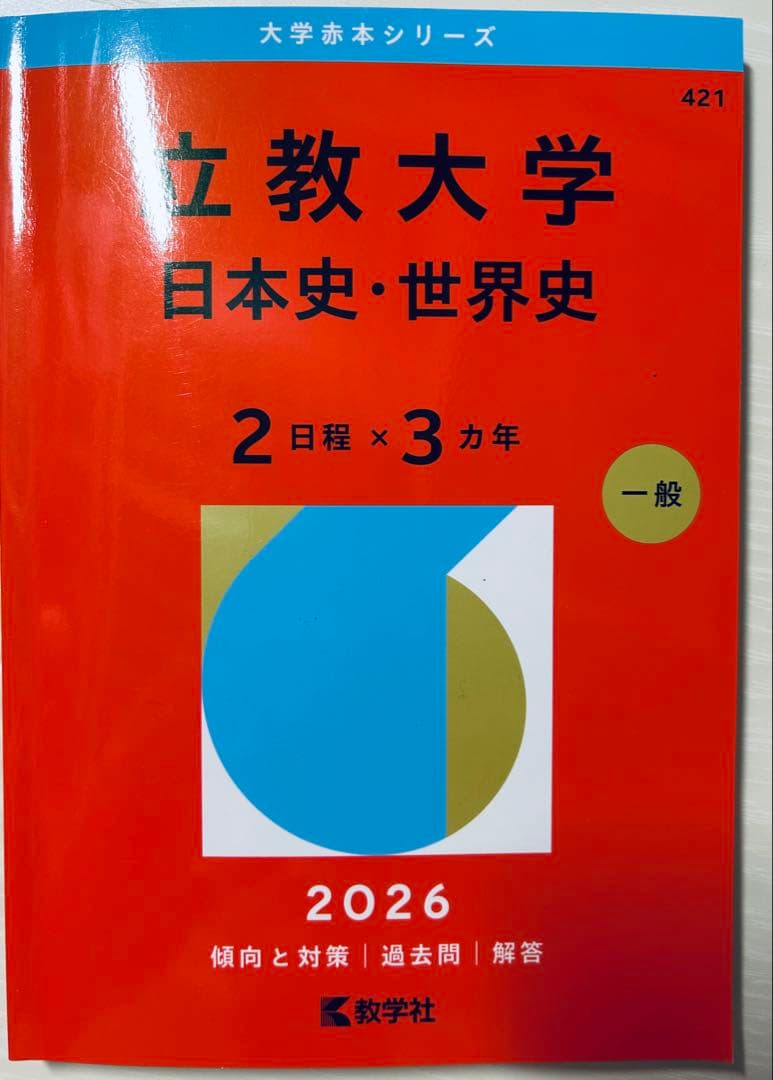 大学赤本シリーズ
421
立教大学
日本史・世界史
2日程×3カ年
一般
2026
傾向と対策｜過去問｜解答
教学社